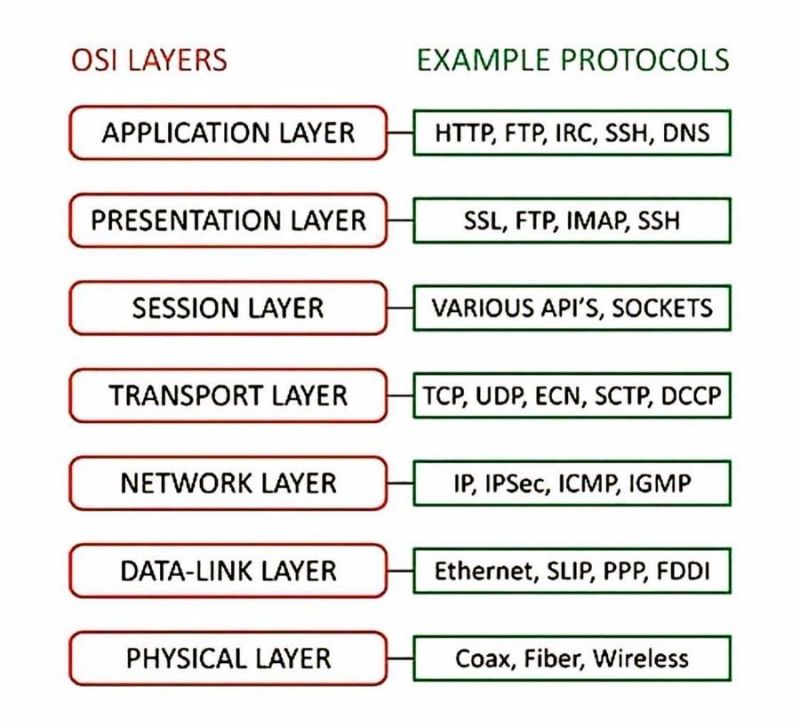 OSI LAYERS EXAMPLE PROTOCOLS
APPLICATION LAYER HTTP, FTP, IRC, SSH, DNS
PRESENTATION LAYER SSL, FTP, IMAP, SSH
SESSION LAYER VARIOUS API'S, SOCKETS
TRANSPORT LAYER TCP, UDP, ECN, SCTP, DCCP
NETWORK LAYER IP, IPSec, ICMP, IGMP
DATA-LINK LAYER Ethernet, SLIP, PPP, FDDI
PHYSICAL LAYER Coax, Fiber, Wireless